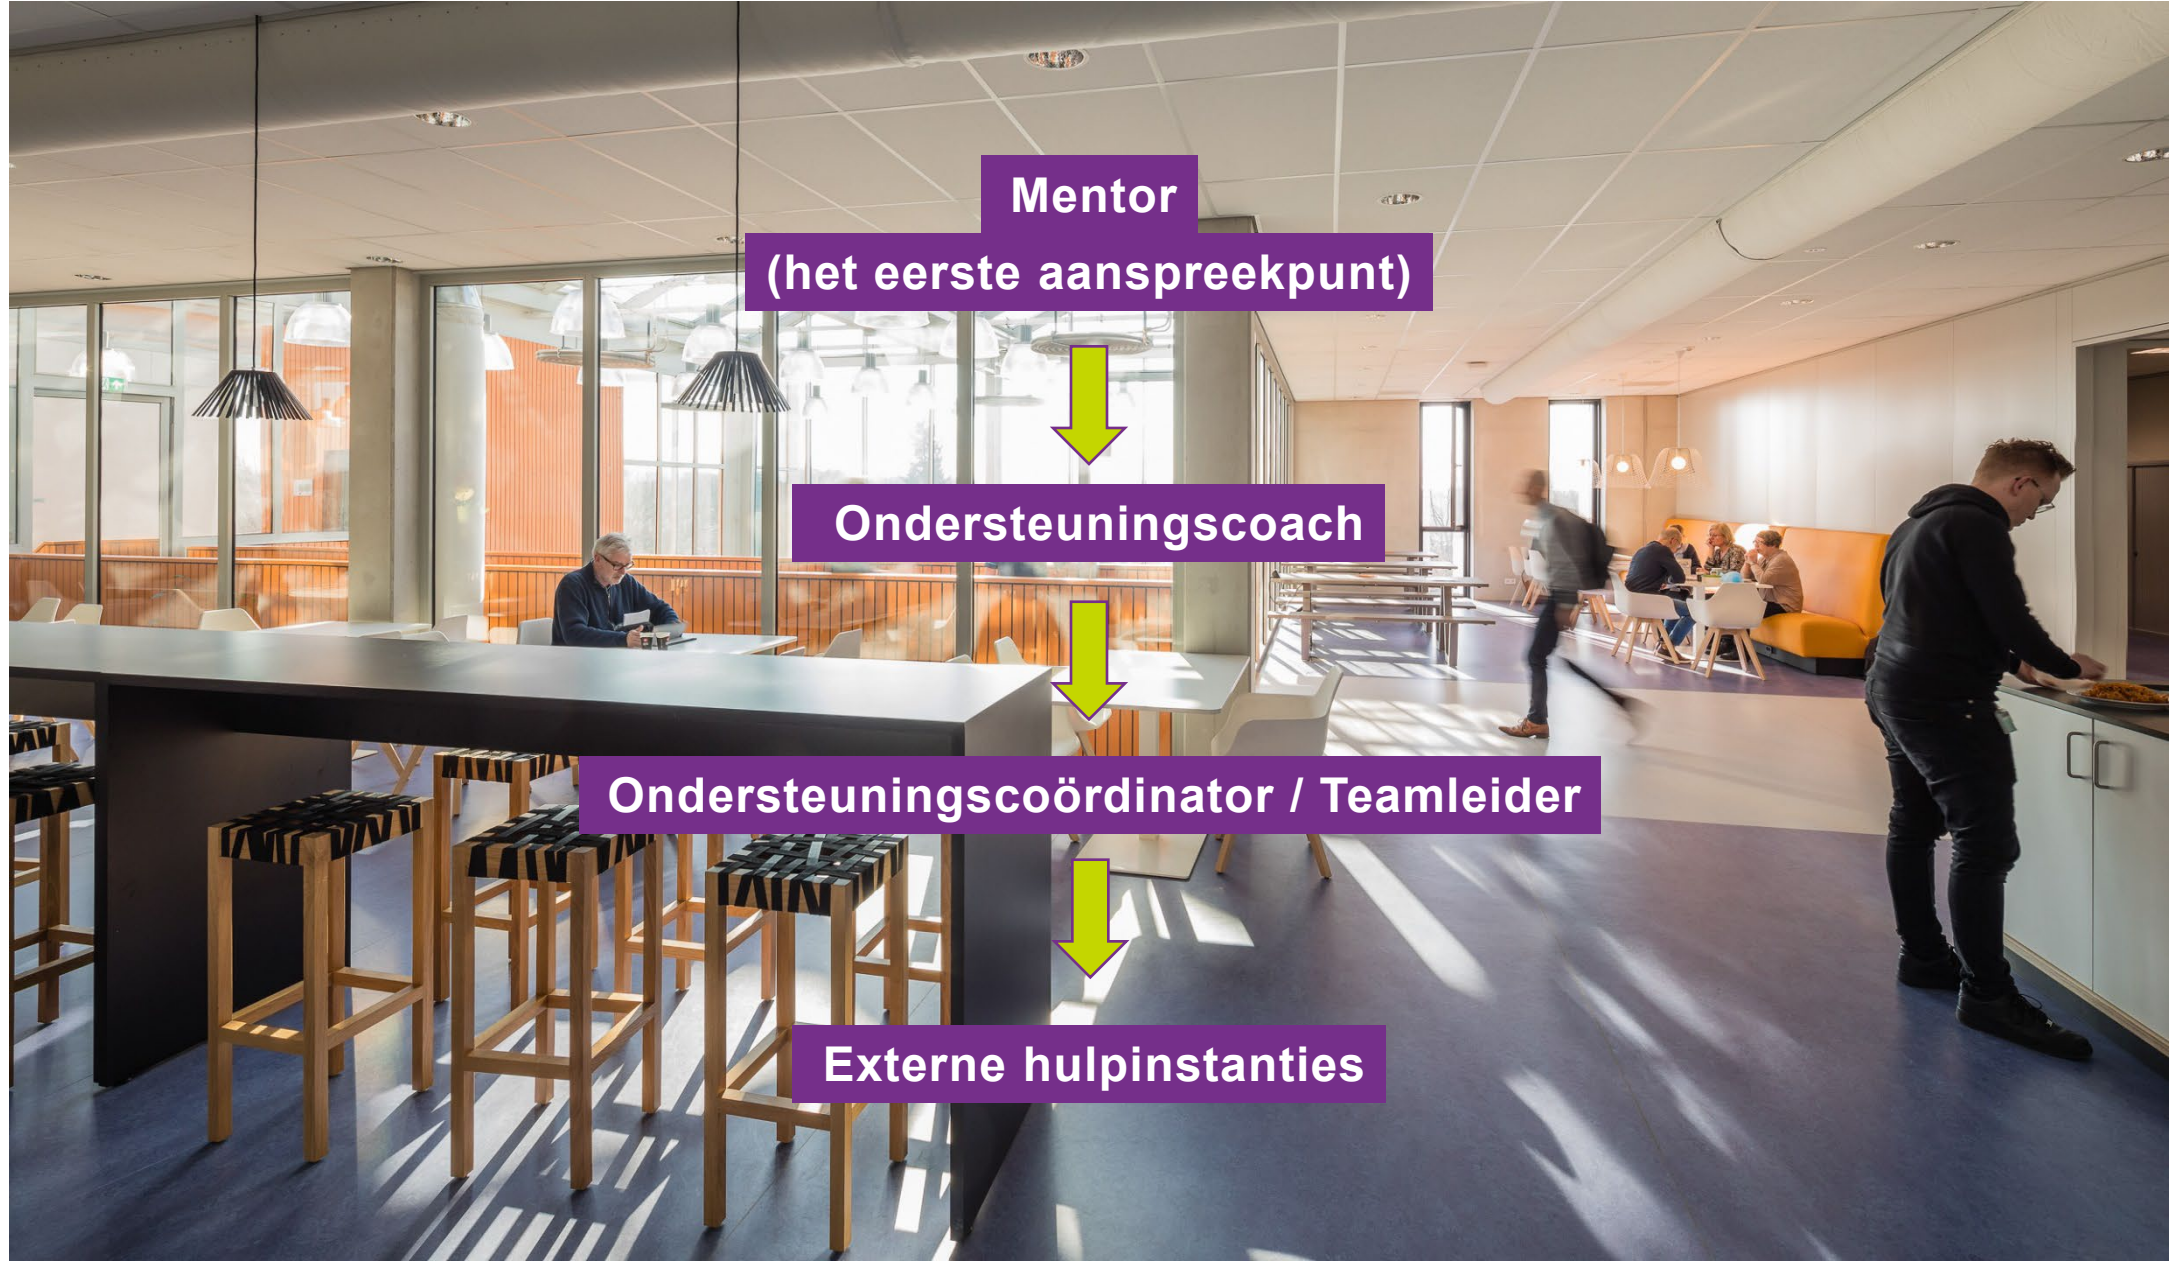 Mentor
(het eerste aanspreekpunt)
Ondersteuningscoach
Ondersteuningscoördinator / Teamleider
Externe hulpinstanties